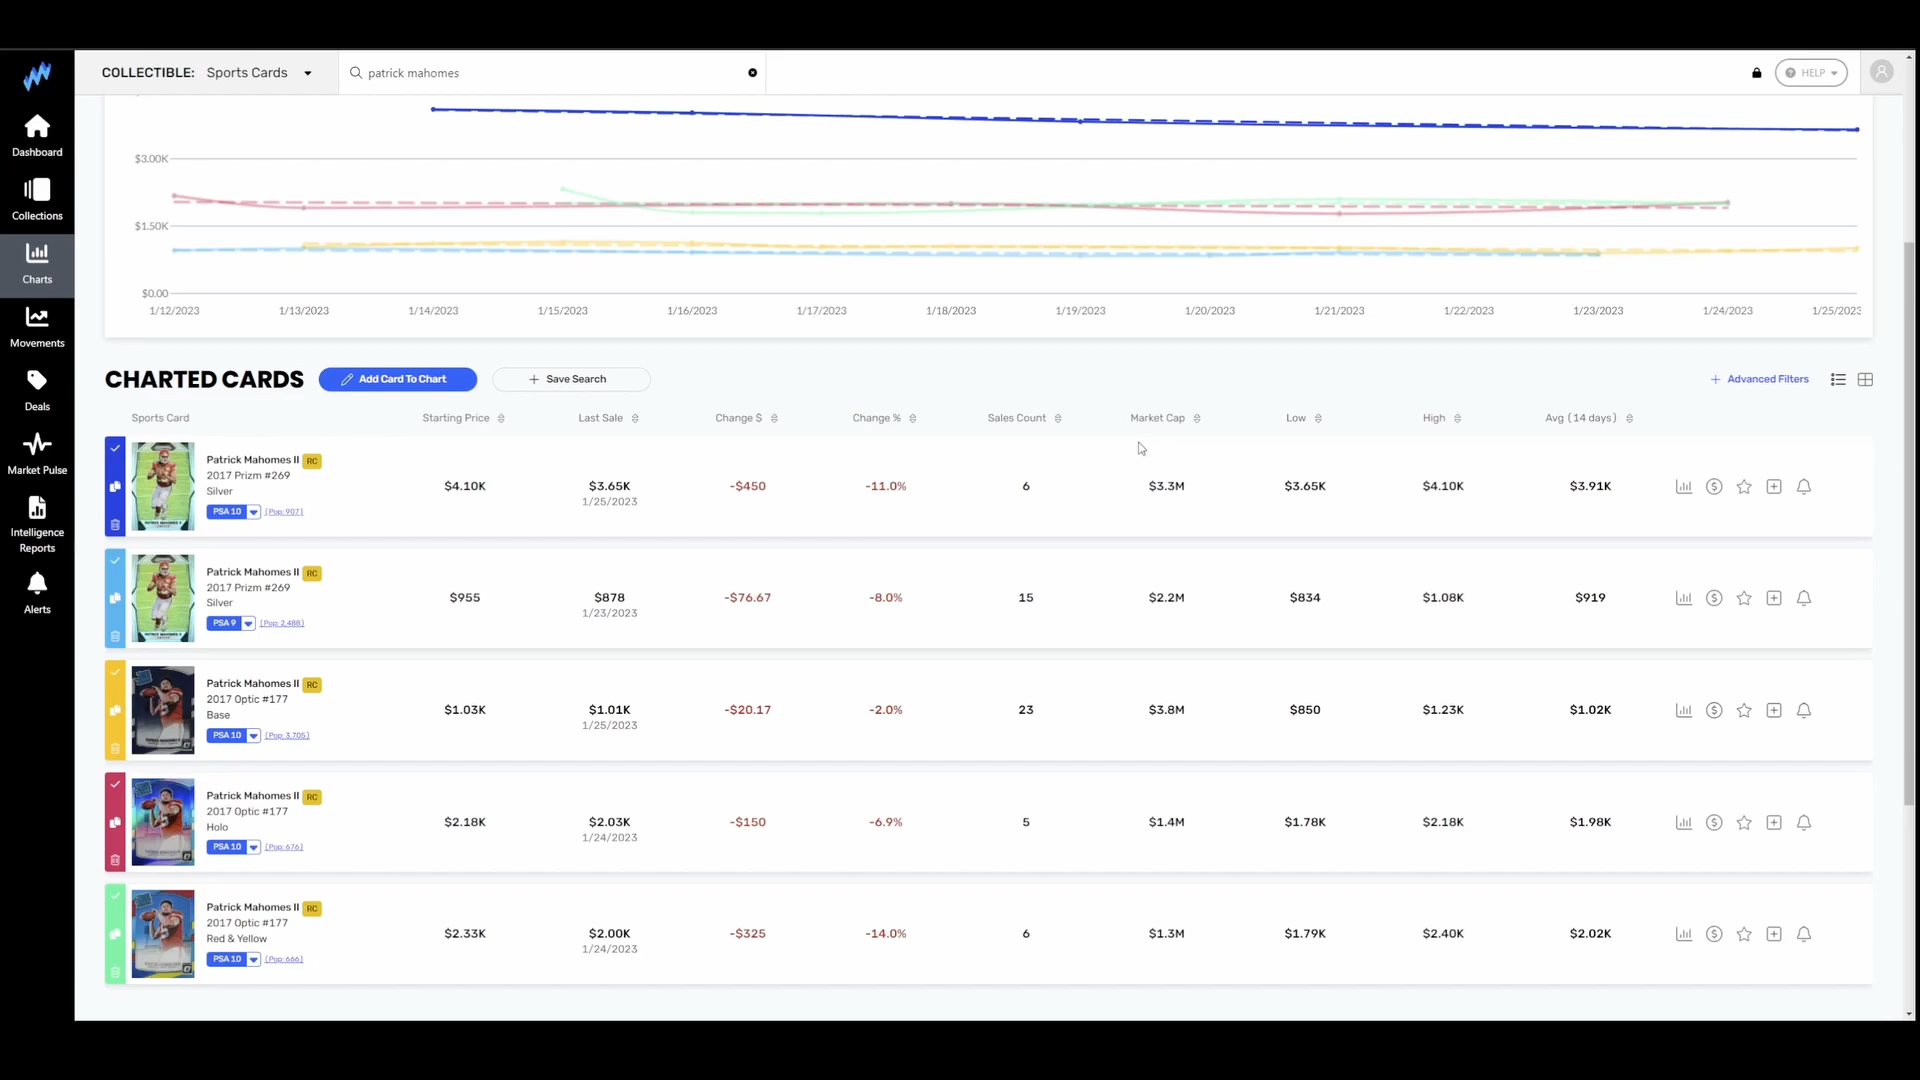 COLLECTIBLE: Sports Cards
patrick mahomes
HELP
Dashboard
Collections
Charts
Movements
Deals
Market Pulse
Intelligence
Reports
Alerts
$3.00K
$1.50K
$0.00
1/12/2023 1/13/2023 1/14/2023 1/15/2023 1/16/2023 1/17/2023 1/18/2023 1/19/2023 1/20/2023 1/21/2023 1/22/2023 1/23/2023 1/24/2023 1/25/2023
CHARTED CARDS Add Card To Chart + Save Search + Advanced Filters
Sports Card Starting Price Last Sale Change $ Change % Sales Count Market Cap Low High Avg (14 days)
Patrick Mahomes II RC
2017 Prizm #269
Silver
PSA 10 (Pop: 907)
$4.10K $3.65K -$450 -11.0% 6 $3.3M $3.65K $4.10K $3.91K
1/25/2023
Patrick Mahomes II RC
2017 Prizm #269
Silver
PSA 9 (Pop: 2,488)
$955 $878 -$76.67 -8.0% 15 $2.2M $834 $1.08K $919
1/23/2023
Patrick Mahomes II RC
2017 Optic #177
Base
PSA 10 (Pop: 3,705)
$1.03K $1.01K -$20.17 -2.0% 23 $3.8M $850 $1.23K $1.02K
1/25/2023
Patrick Mahomes II RC
2017 Optic #177
Holo
PSA 10 (Pop: 676)
$2.18K $2.03K -$150 -6.9% 5 $1.4M $1.78K $2.18K $1.98K
1/24/2023
Patrick Mahomes II RC
2017 Optic #177
Red & Yellow
PSA 10 (Pop: 666)
$2.33K $2.00K -$325 -14.0% 6 $1.3M $1.79K $2.40K $2.02K
1/24/2023